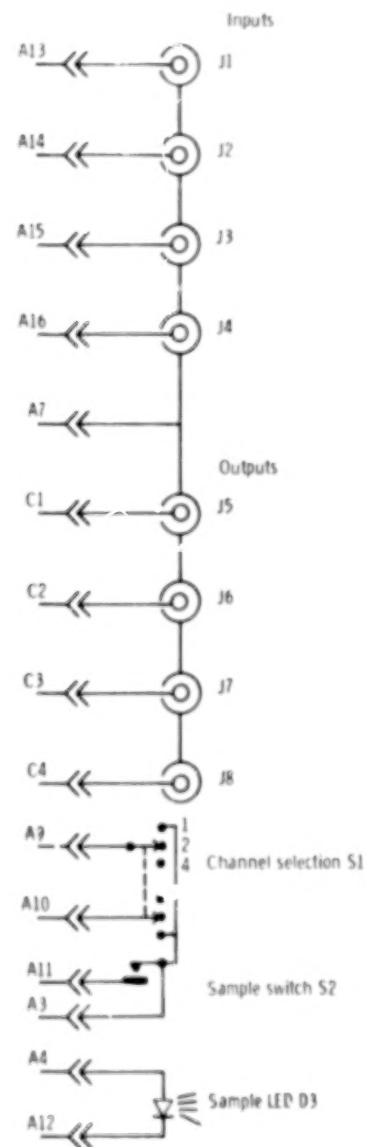 Inputs
A13 J1
A14 J2
A15 J3
A16 J4
A7
Outputs
C1 J5
C2 J6
C3 J7
C4 J8
1
A9 2
4 Channel selection S1
A10
A11
Sample switch S2
A3
A4
Sample LED D3
A12